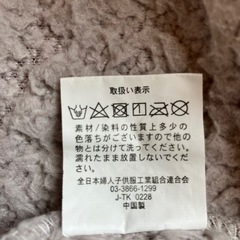 取扱い表示
素材/染料の性質上多少の
色落ちがございますので他の
物とは分けて洗ってください。
濡れたまま放置しないでくだ
さい。
全日本婦人子供服工業組合連合会
03-3866-1299
J-TK 0228
中国製